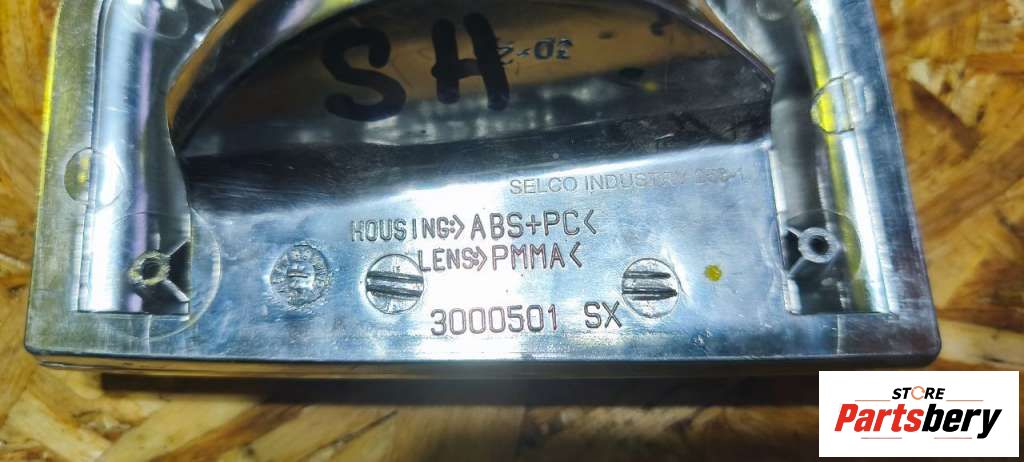 SH
SELCO INDUSTRY
HOUSING:>ABS+PC<
LENS:>PMMA<
3000501 SX
STORE
Partsbery